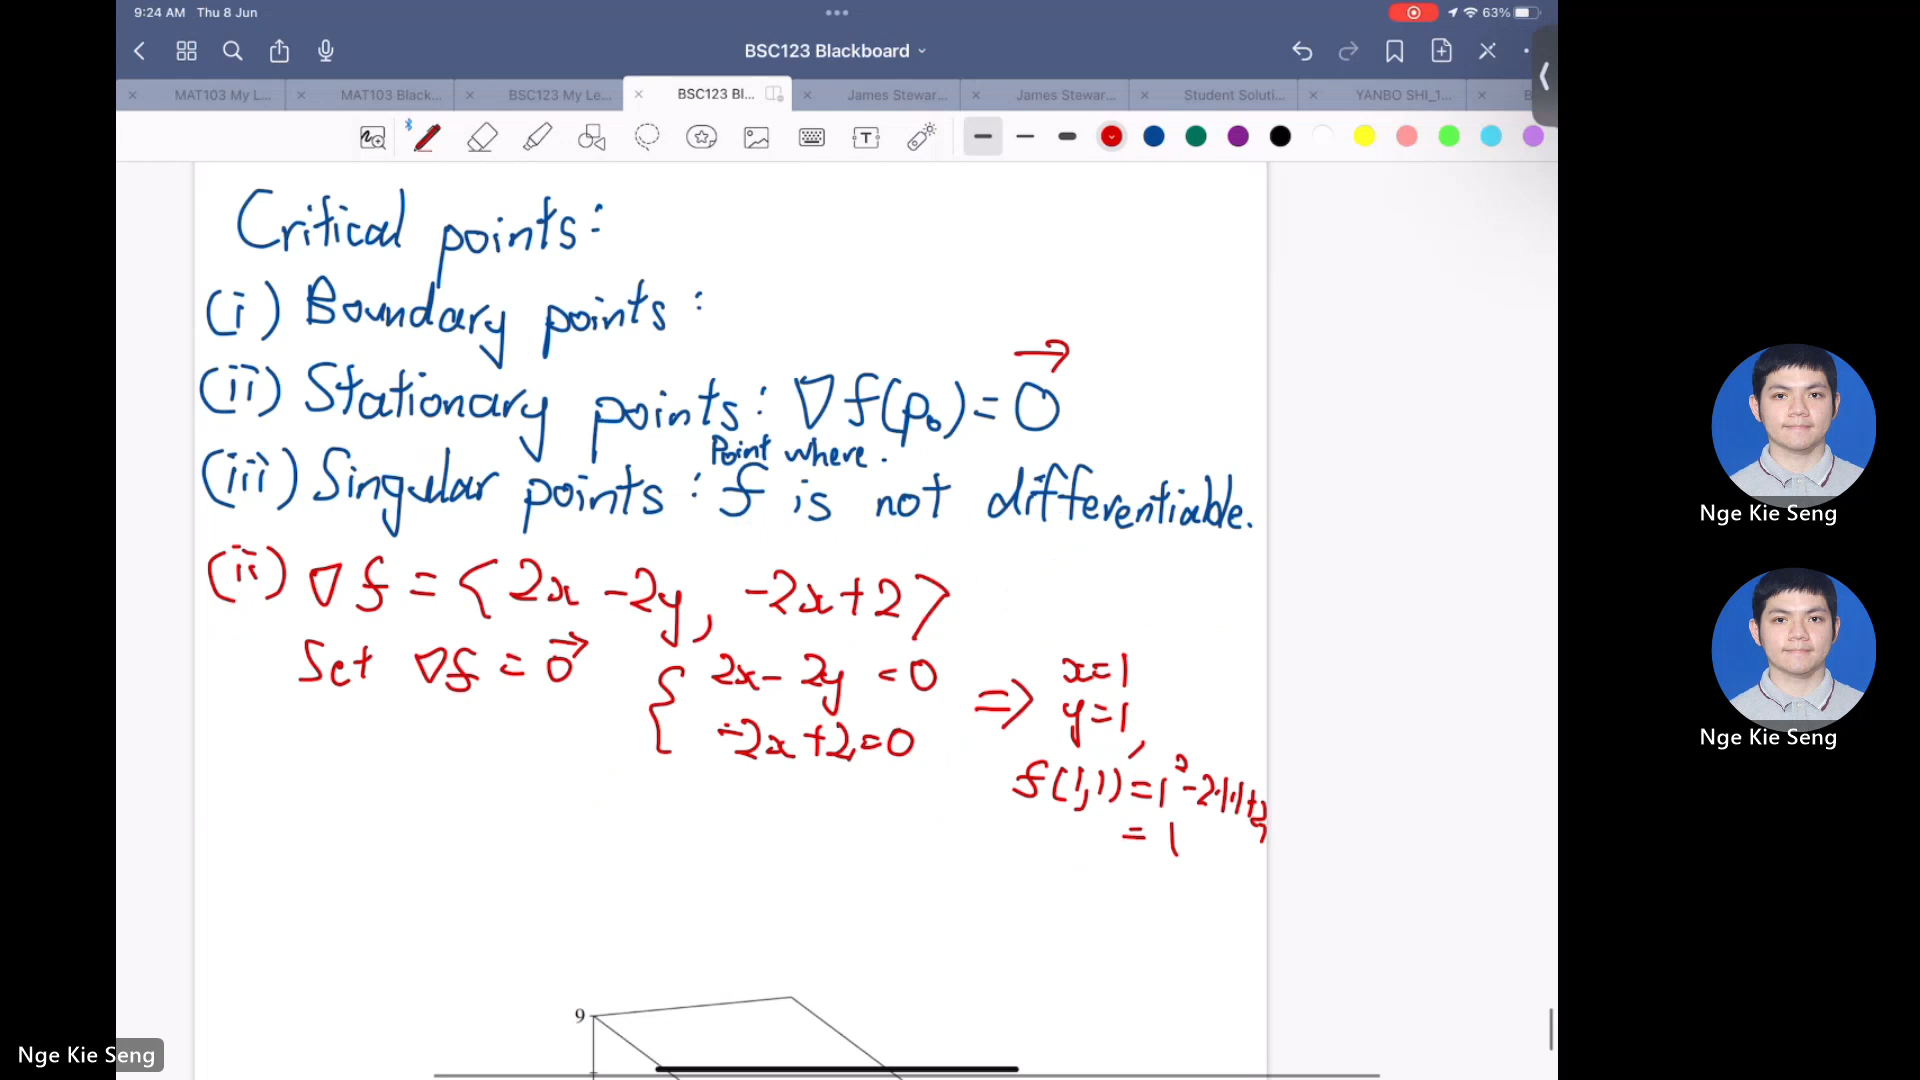 9:24 AM Thu 8 Jun
63%
BSC123 Blackboard
MAT103 My L...
MAT103 Black...
BSC123 My Le...
BSC123 Bl...
James Stewar...
James Stewar...
Student Soluti...
YANBO SHI_1...
B
Critical points:
(i) Boundary points:
(ii) Stationary points: ∇f(p₀) = 0⃗
Point where.
(iii) Singular points: f is not differentiable.
(ii) ∇f = ⟨2x - 2y, -2x + 2⟩
Set ∇f = 0⃗
{ 2x - 2y = 0
-2x + 2 = 0
⇒ x = 1
y = 1,
f(1,1) = 1² - 2·1·1 + 2
= 1
9
Nge Kie Seng
Nge Kie Seng
Nge Kie Seng